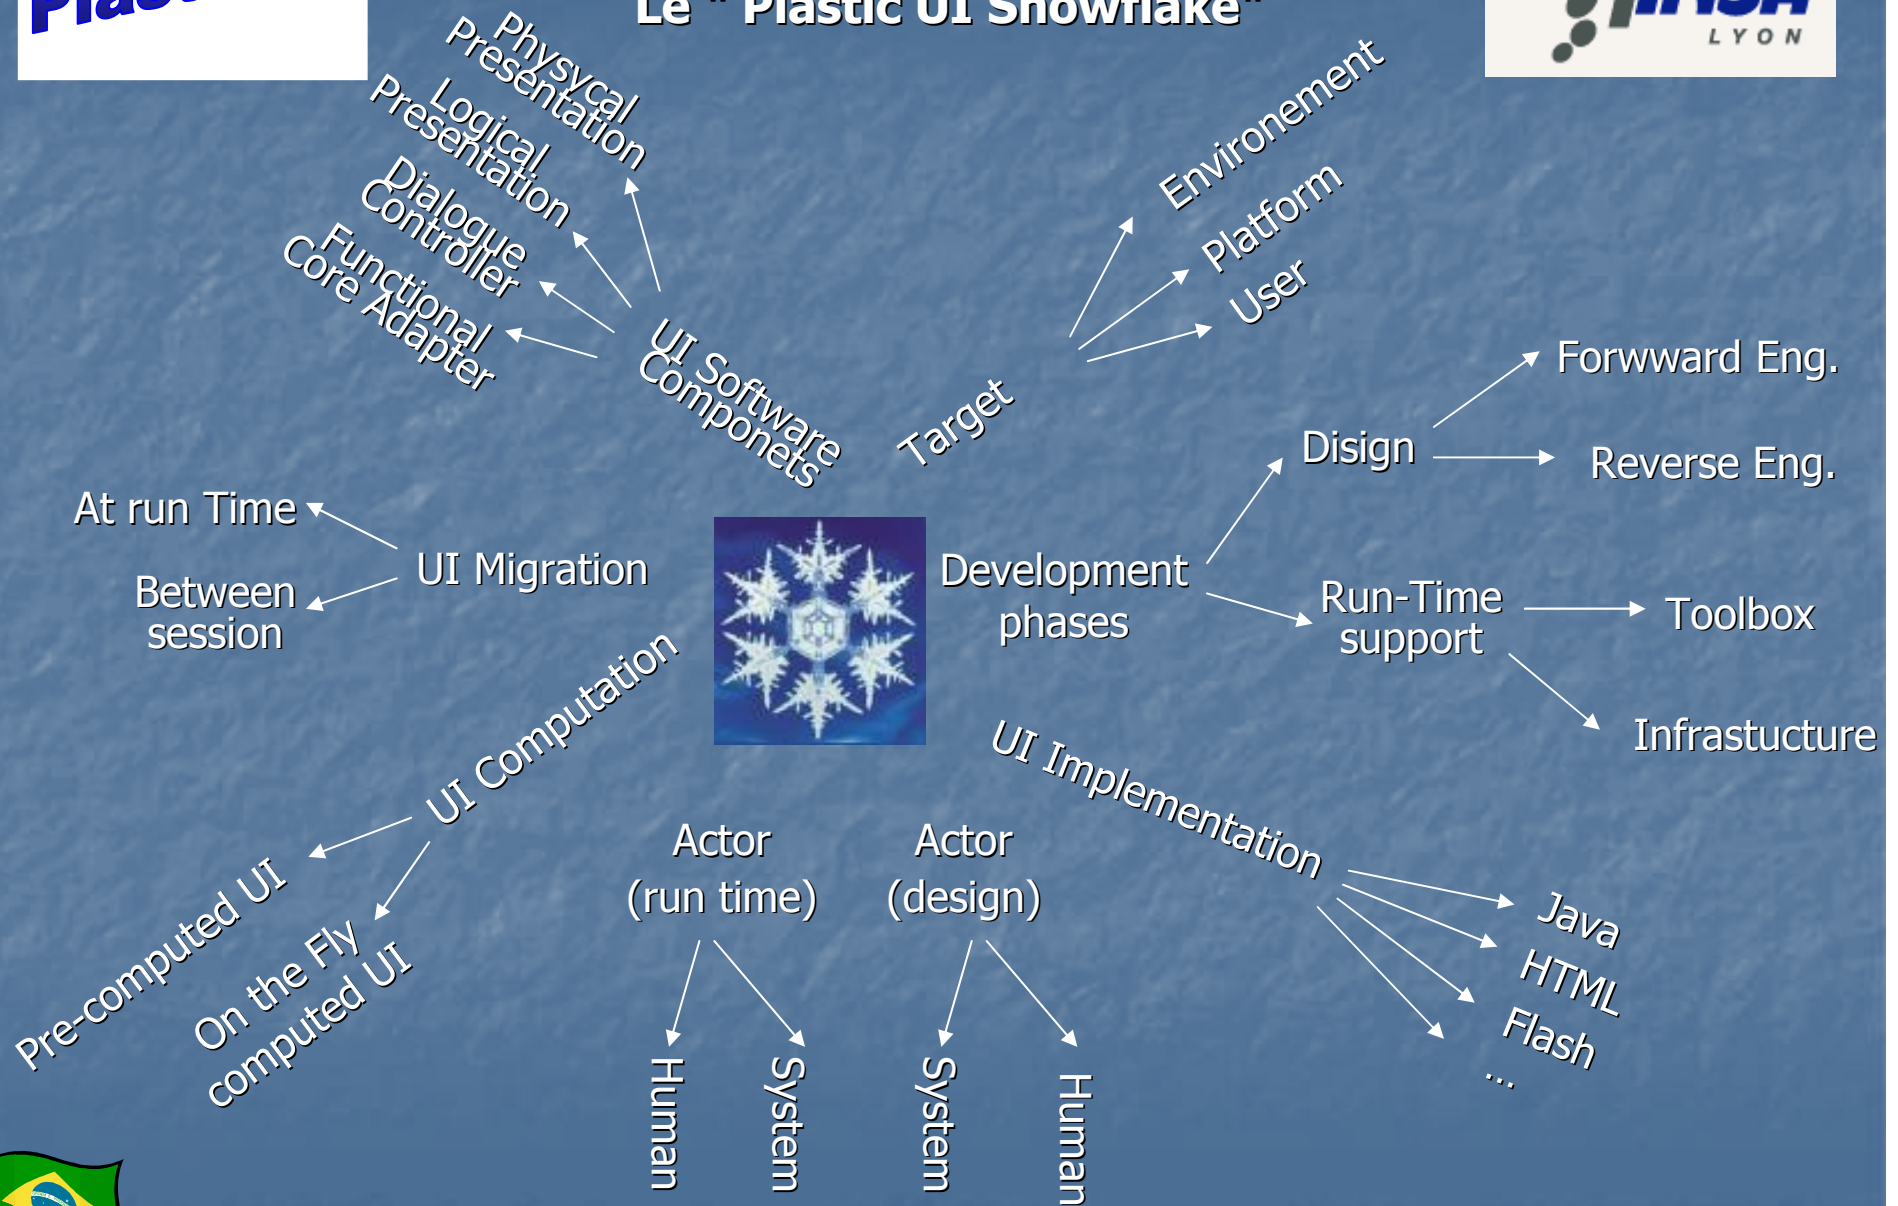 Le " Plastic UI Snowflake"
LYON
Physycal
Presentation
Logical
Presentation
Dialogue
Controller
Functional
Core Adapter
UI Software
Componets
Environement
Platform
User
Target
Forwward Eng.
Disign
Reverse Eng.
At run Time
UI Migration
Between
session
Development
phases
Run-Time
support
Toolbox
Infrastucture
UI Computation
Pre-computed UI
On the Fly
computed UI
UI Implementation
Java
HTML
Flash
...
Actor
(run time)
Human
System
Actor
(design)
System
Human